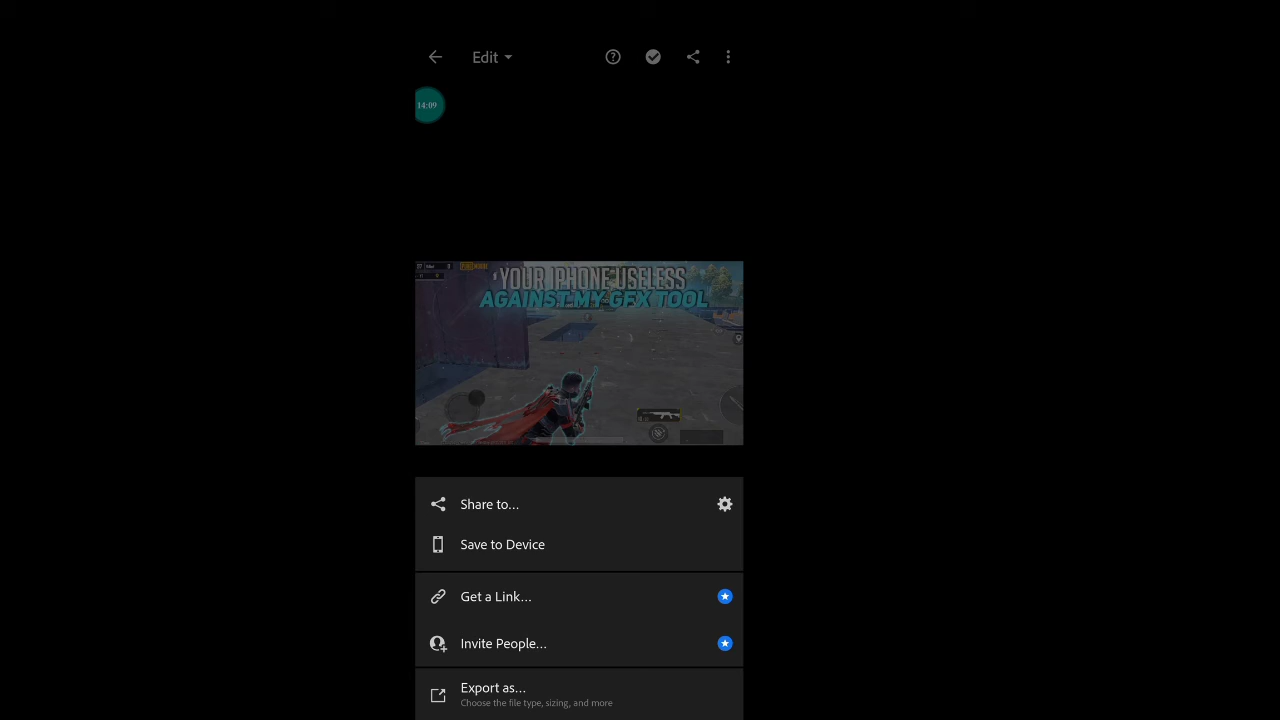 Edit
14:09
YOUR IPHONE USELESS
AGAINST MY GFX TOOL
Share to...
Save to Device
Get a Link...
Invite People...
Export as...
Choose the file type, sizing, and more